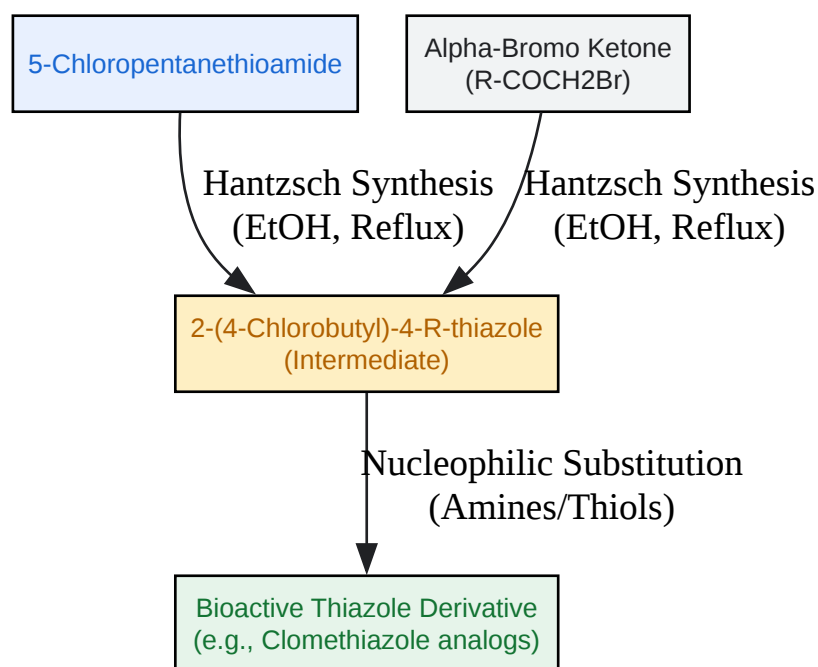 5-Chloropentanethioamide
Alpha-Bromo Ketone
(R-COCH2Br)
Hantzsch Synthesis
(EtOH, Reflux)
Hantzsch Synthesis
(EtOH, Reflux)
2-(4-Chlorobutyl)-4-R-thiazole
(Intermediate)
Nucleophilic Substitution
(Amines/Thiols)
Bioactive Thiazole Derivative
(e.g., Clomethiazole analogs)